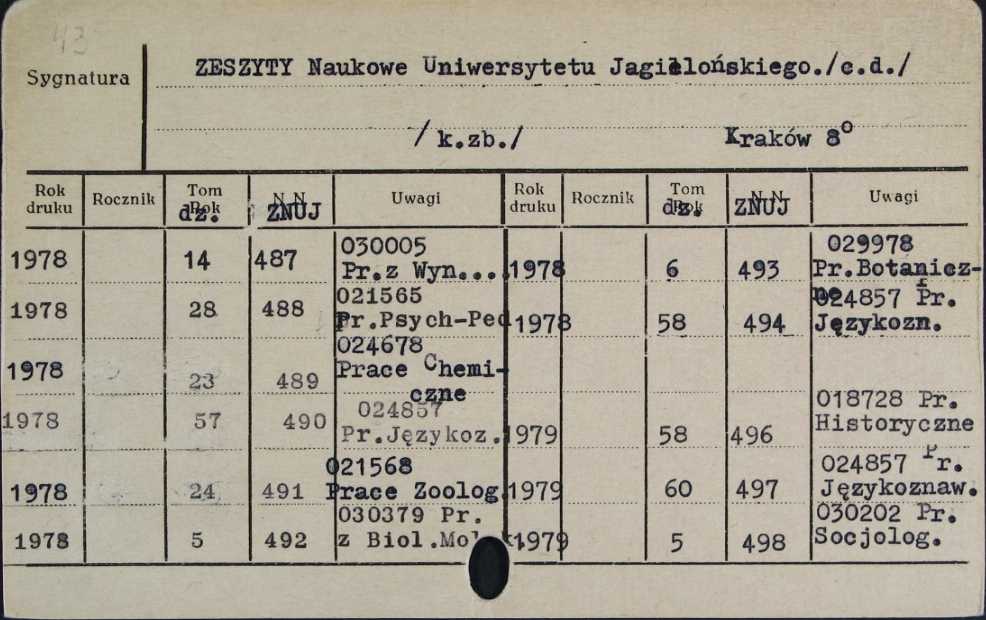 43
Sygnatura
ZESZYTY Naukowe Uniwersytetu Jagiellońskiego./c.d./
/k.zb./ Kraków 8º
Rok druku Rocznik Tom Rok dz. N.N ZNUJ Uwagi Rok druku Rocznik Tom Rok dz. N.N ZNUJ Uwagi
030005 029978
1978 14 487 Pr.z Wyn... 1978 6 493 Pr.Botanicz-
ne
021565 024857 Pr.
1978 28 488 Pr.Psych-Ped 1978 58 494 Językozn.
024678
1978 23 489 Prace Chemi-
czne
024857 018728 Pr.
1978 57 490 Pr.Językoz. 1979 58 496 Historyczne
021568 024857 Pr.
1978 24 491 Prace Zoolog. 1979 60 497 Językoznaw.
030379 Pr. 030202 Pr.
1978 5 492 z Biol. 1979 5 498 Socjolog.